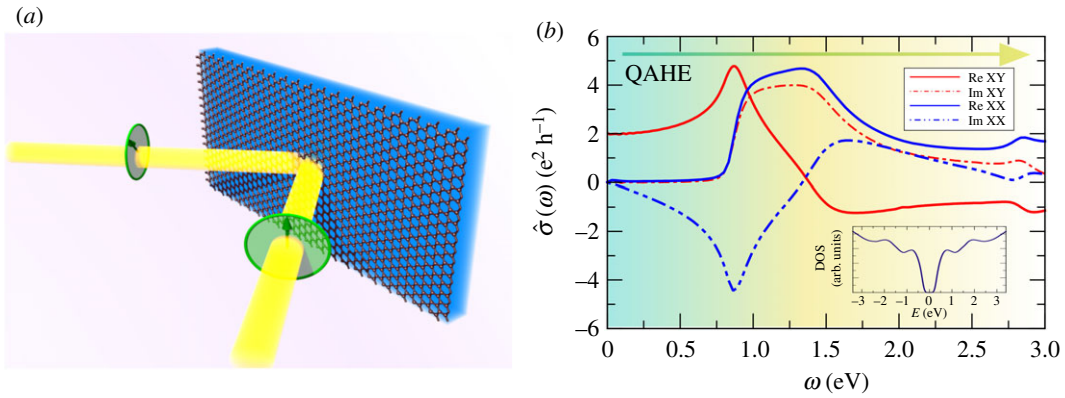 (a)
(b)
6
4
2
0
−2
−4
−6
σ̂(ω) (e² h⁻¹)
QAHE
Re XY
Im XY
Re XX
Im XX
DOS
(arb. units)
−3 −2 −1 0 1 2 3
E (eV)
0 0.5 1.0 1.5 2.0 2.5 3.0
ω (eV)